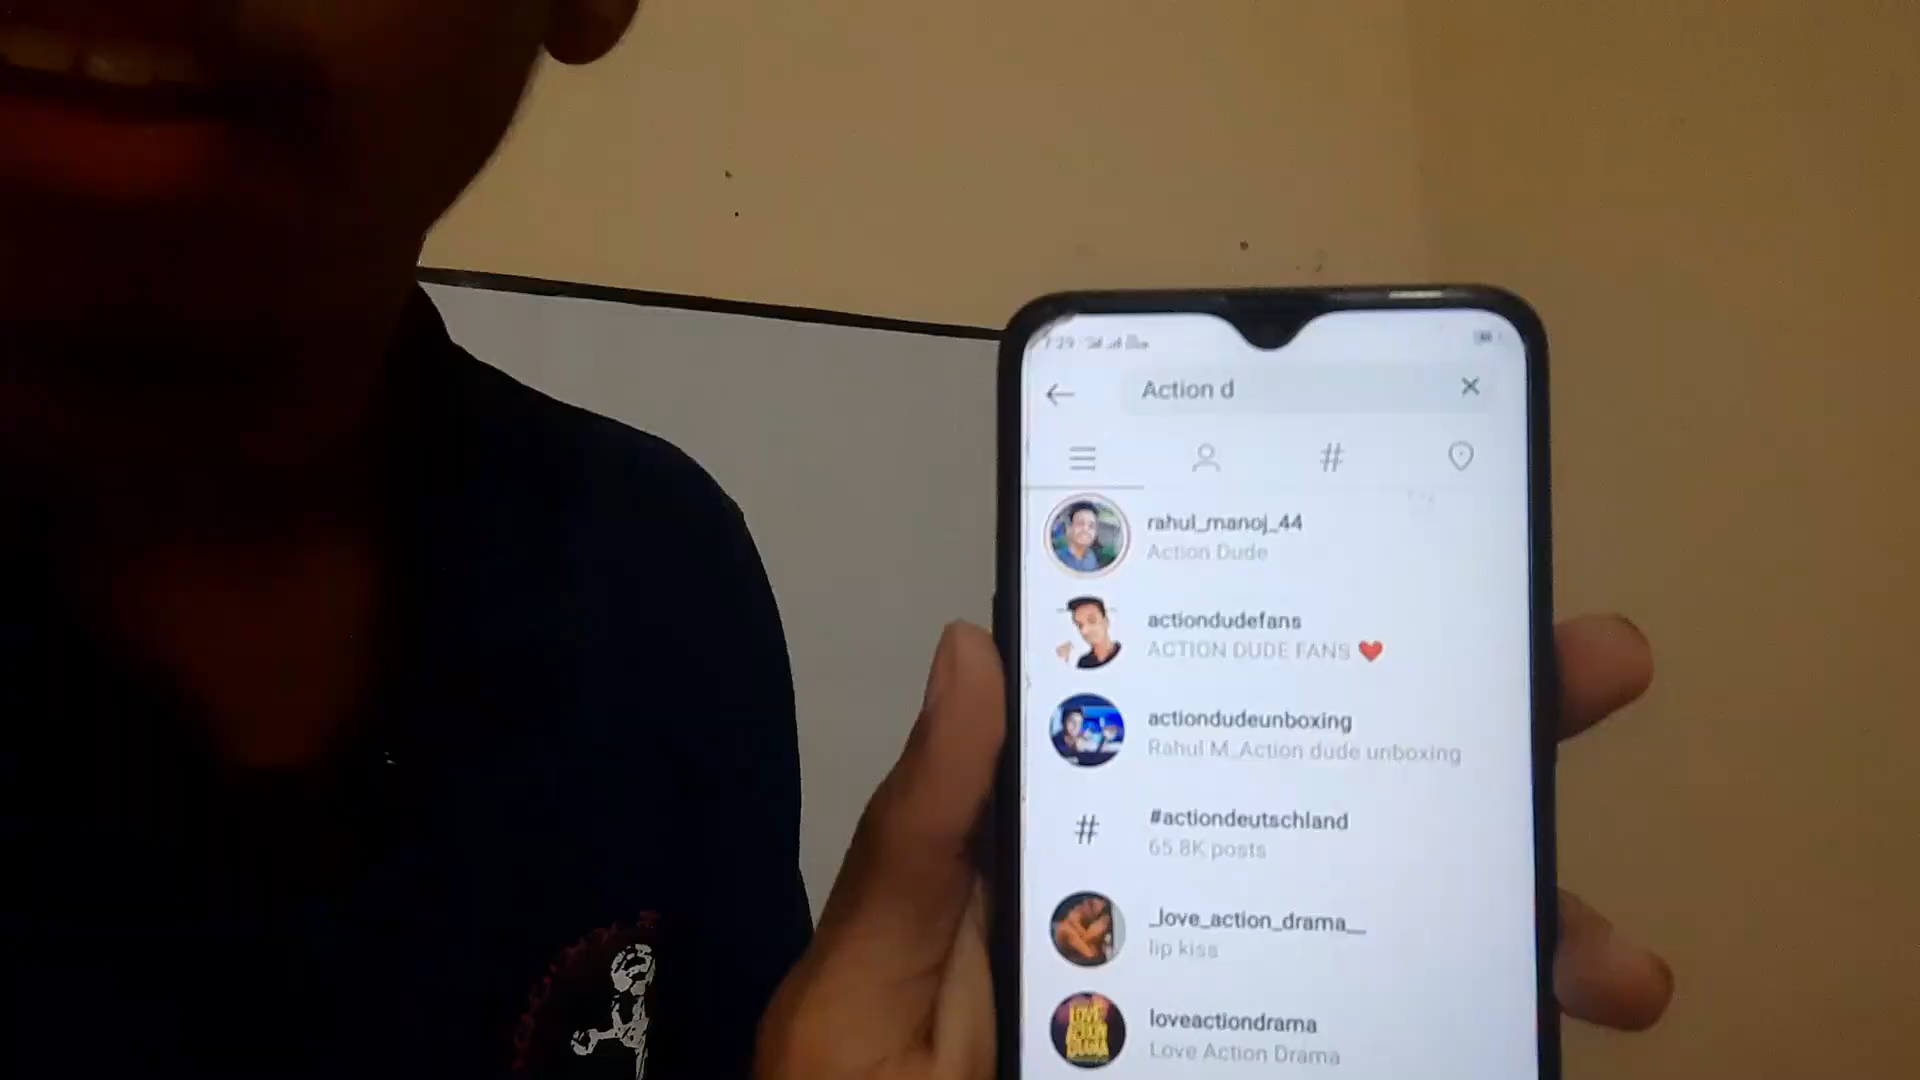 Action d
#
rahul_manoj_44
Action Dude
actiondudefans
ACTION DUDE FANS ❤️
actiondudeunboxing
Rahul M_Action dude unboxing
#
#actiondeutschland
65.8K posts
_love_action_drama__
lip kiss
loveactiondrama
Love Action Drama